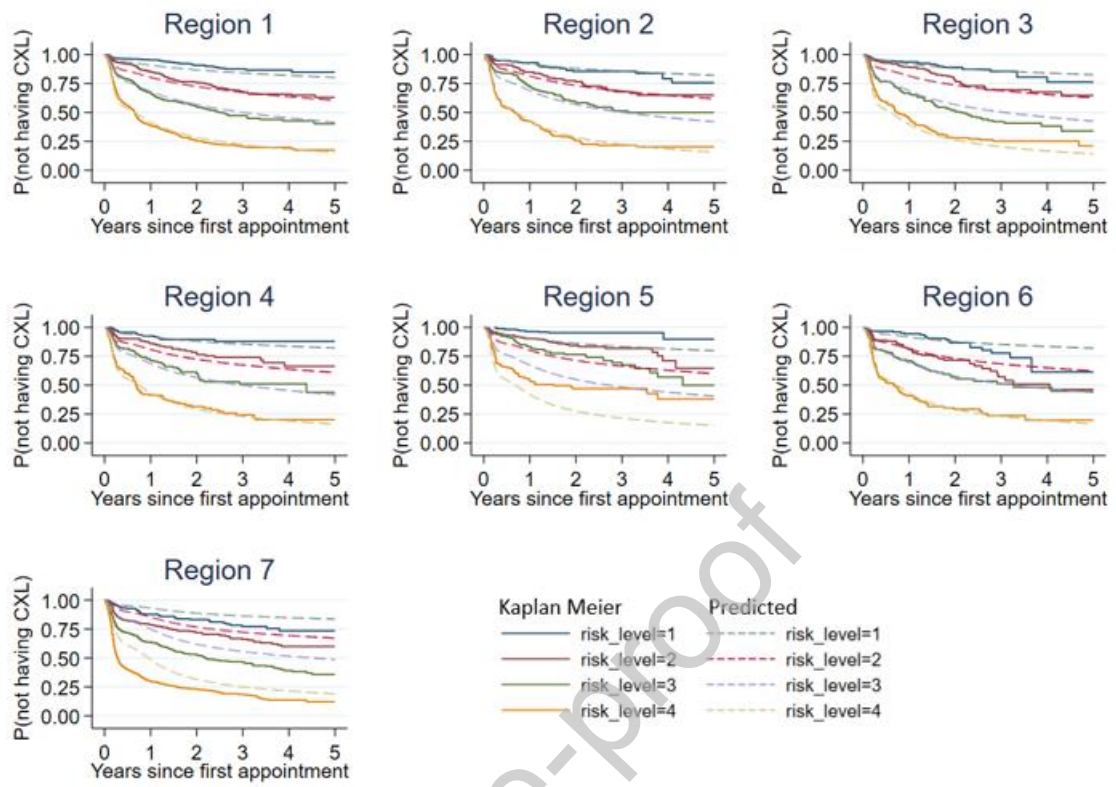 Region 1
P(not having CXL)
1.00
0.75
0.50
0.25
0.00
0 1 2 3 4 5
Years since first appointment
Region 2
P(not having CXL)
1.00
0.75
0.50
0.25
0.00
0 1 2 3 4 5
Years since first appointment
Region 3
P(not having CXL)
1.00
0.75
0.50
0.25
0.00
0 1 2 3 4 5
Years since first appointment
Region 4
P(not having CXL)
1.00
0.75
0.50
0.25
0.00
0 1 2 3 4 5
Years since first appointment
Region 5
P(not having CXL)
1.00
0.75
0.50
0.25
0.00
0 1 2 3 4 5
Years since first appointment
Region 6
P(not having CXL)
1.00
0.75
0.50
0.25
0.00
0 1 2 3 4 5
Years since first appointment
Region 7
P(not having CXL)
1.00
0.75
0.50
0.25
0.00
0 1 2 3 4 5
Years since first appointment
Kaplan Meier Predicted
risk_level=1 risk_level=1
risk_level=2 risk_level=2
risk_level=3 risk_level=3
risk_level=4 risk_level=4
-proof